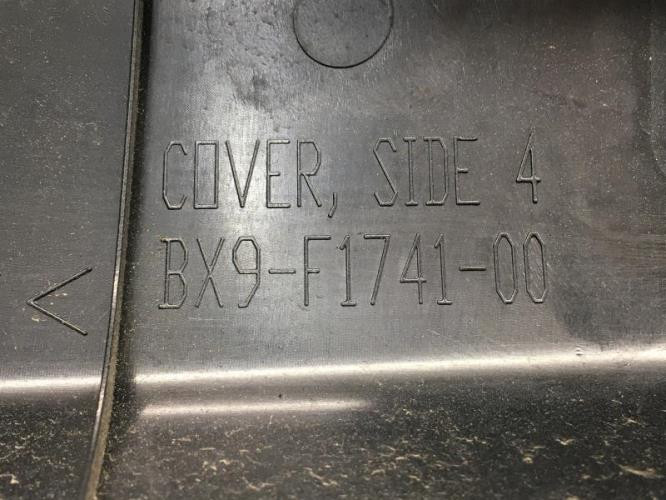 COVER, SIDE 4
BX9-F1741-00
<